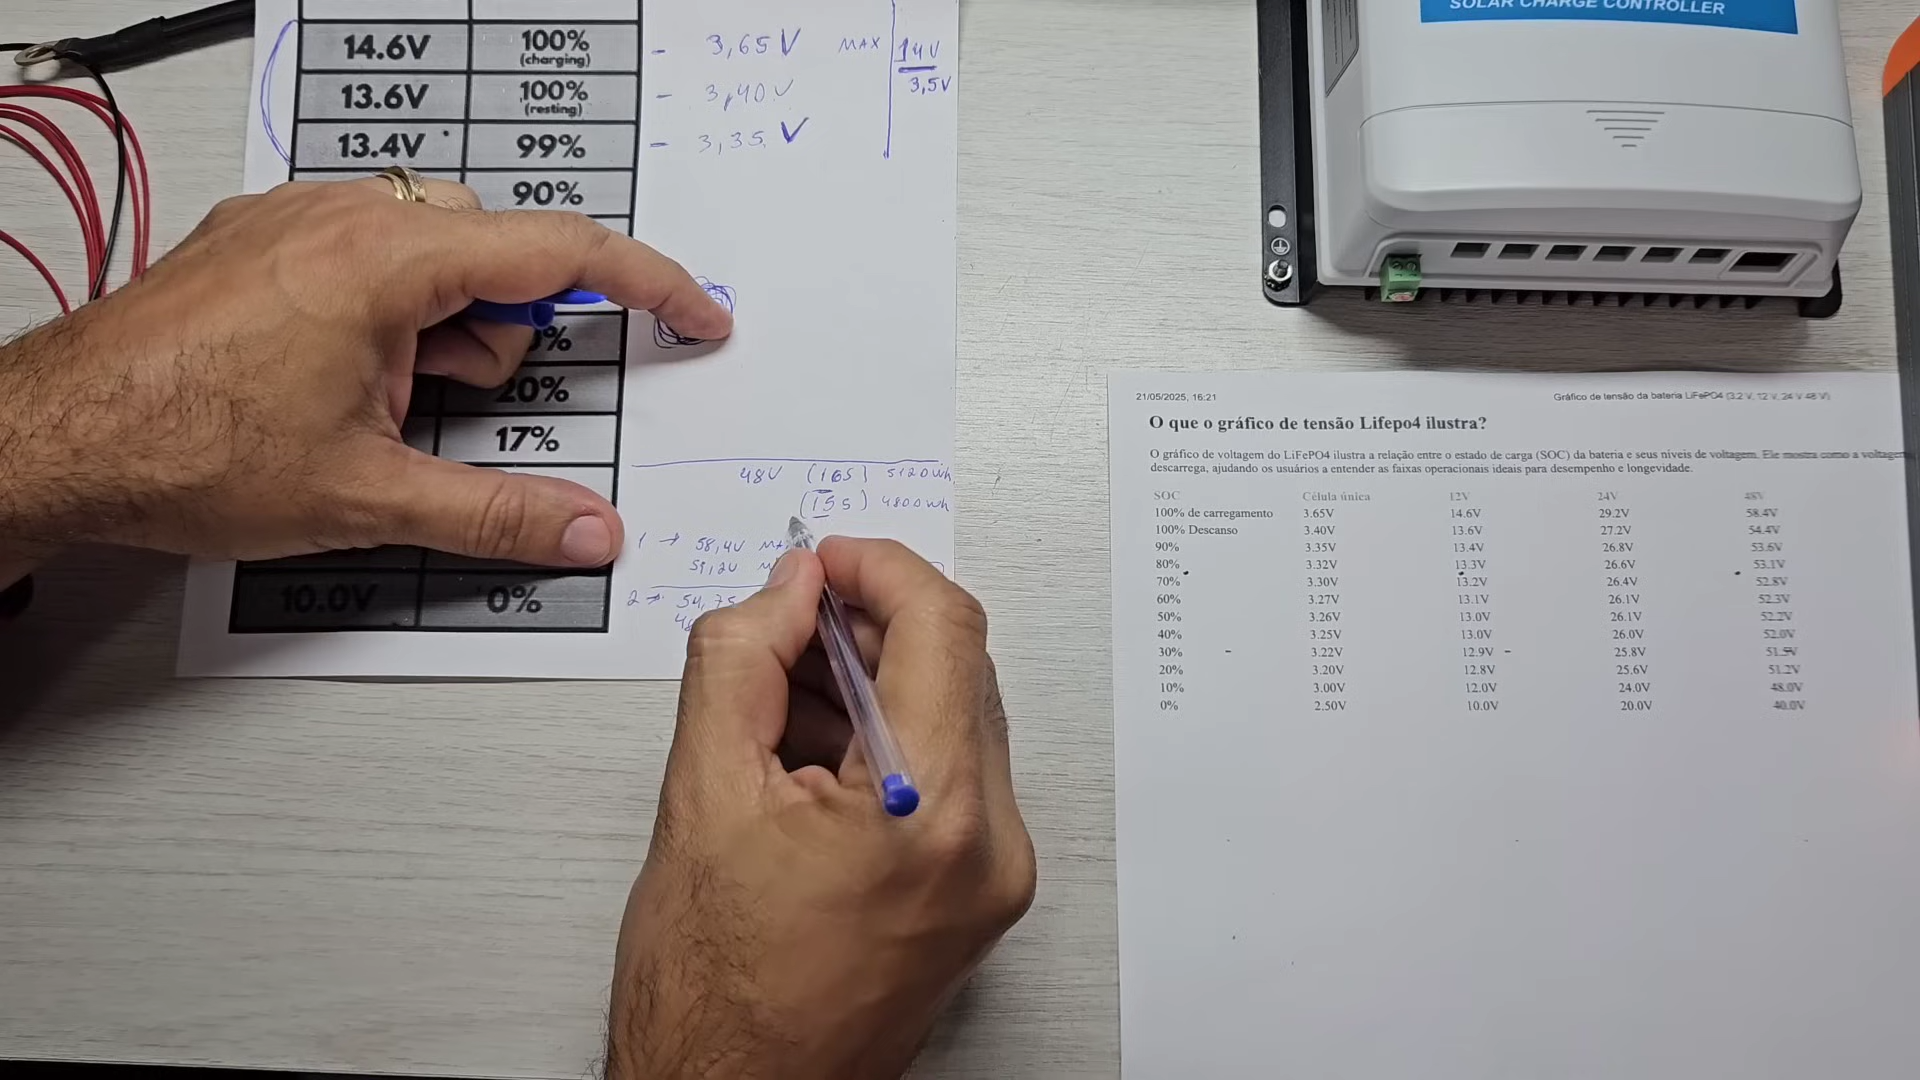 SOLAR CHARGE CONTROLLER
14.6V 100% (charging) - 3,65 V MAX 14V
3,5V
13.6V 100% (resting) - 3,40 V
13.4V 99% - 3,35 V
90%
20%
17%
10.0V 0%
48V (16S) 5120Wh
(15S) 4800Wh
1 → 58,4V
51,2V
2 → 54,75
21/05/2025, 16:21 Gráfico de tensão da bateria LiFePO4 (3.2 V, 12 V, 24 V 48 V)
O que o gráfico de tensão Lifepo4 ilustra?
O gráfico de voltagem do LiFePO4 ilustra a relação entre o estado de carga (SOC) da bateria e seus níveis de voltagem. Ele mostra como a voltagem
descarrega, ajudando os usuários a entender as faixas operacionais ideais para desempenho e longevidade.
SOC Célula única 12V 24V 48V
100% de carregamento 3.65V 14.6V 29.2V 58.4V
100% Descanso 3.40V 13.6V 27.2V 54.4V
90% 3.35V 13.4V 26.8V 53.6V
80% 3.32V 13.3V 26.6V 53.1V
70% 3.30V 13.2V 26.4V 52.8V
60% 3.27V 13.1V 26.1V 52.3V
50% 3.26V 13.0V 26.1V 52.2V
40% 3.25V 13.0V 26.0V 52.0V
30% 3.22V 12.9V 25.8V 51.5V
20% 3.20V 12.8V 25.6V 51.2V
10% 3.00V 12.0V 24.0V 48.0V
0% 2.50V 10.0V 20.0V 40.0V